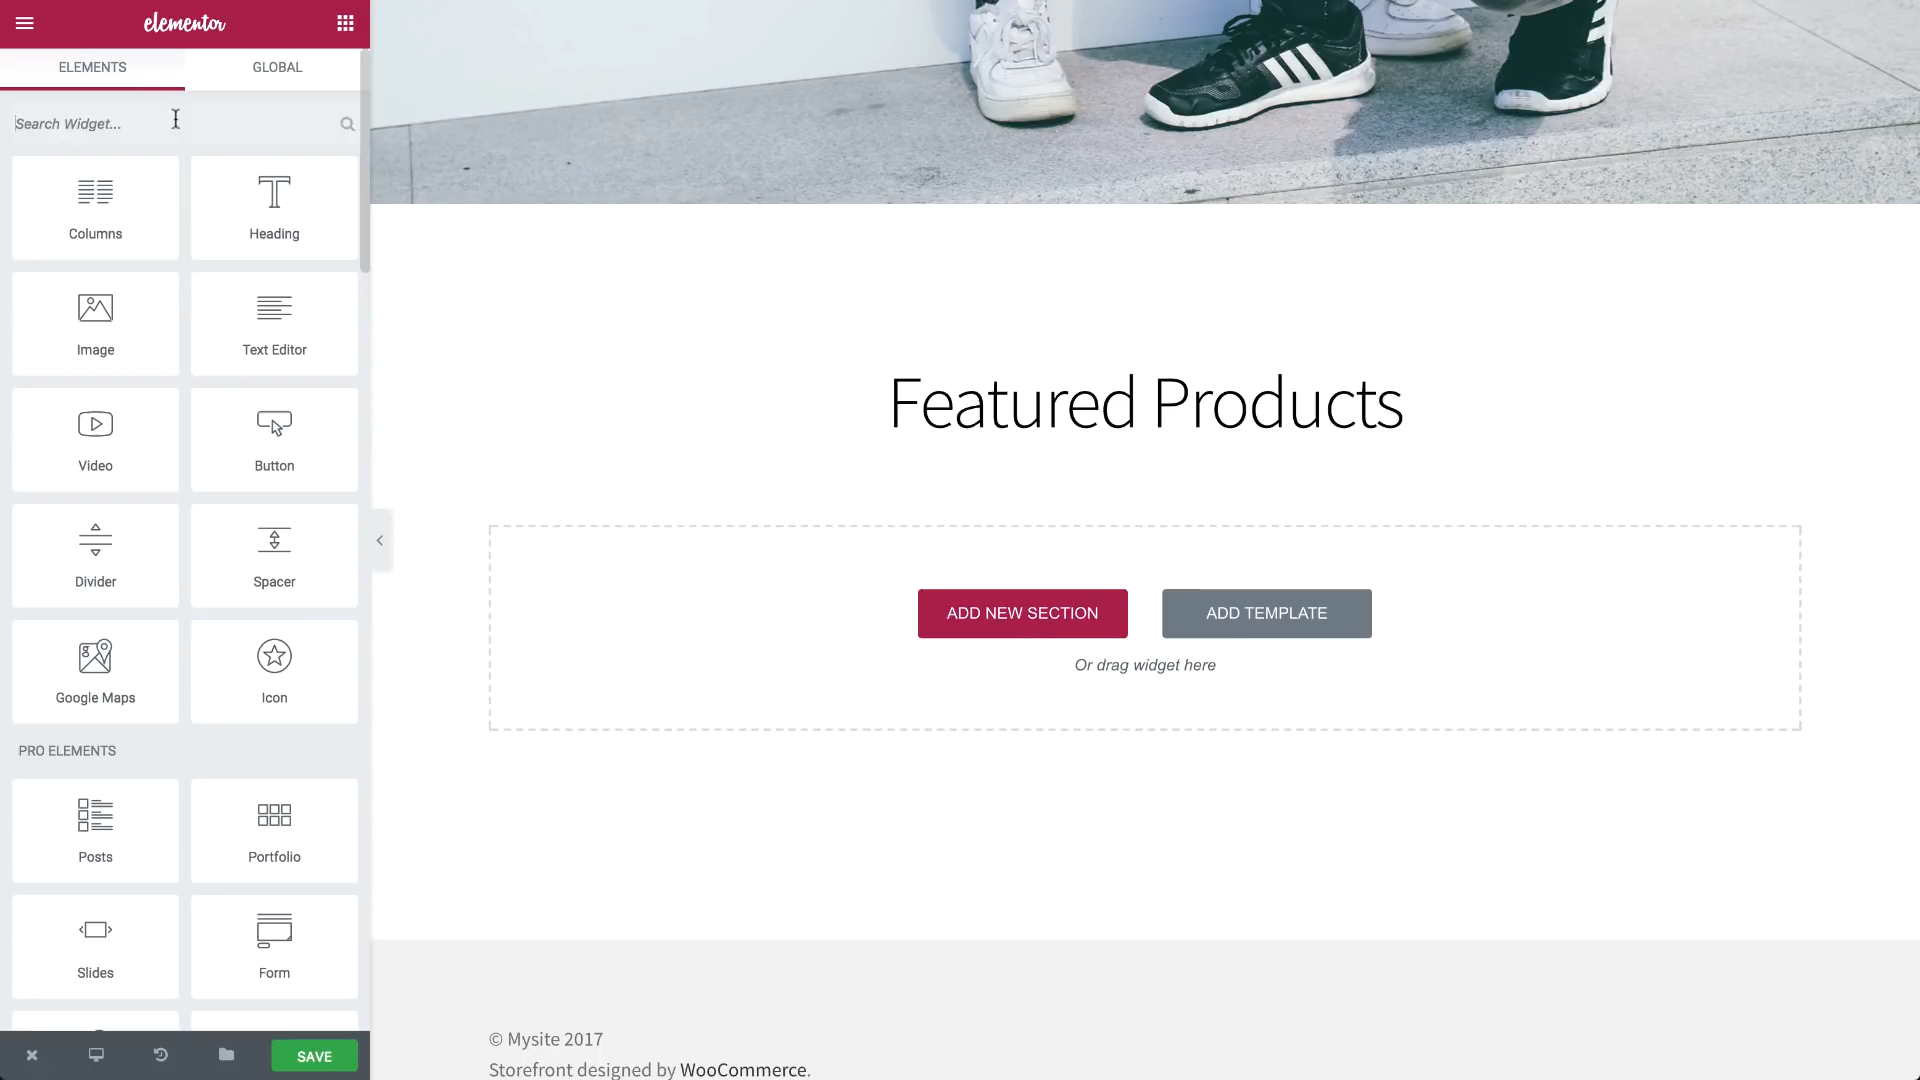 elementor
ELEMENTS
GLOBAL
Search Widget...
Columns
Heading
Image
Text Editor
Video
Button
Divider
Spacer
Google Maps
Icon
PRO ELEMENTS
Posts
Portfolio
Slides
Form
SAVE
Featured Products
ADD NEW SECTION
ADD TEMPLATE
Or drag widget here
© Mysite 2017
Storefront designed by WooCommerce.